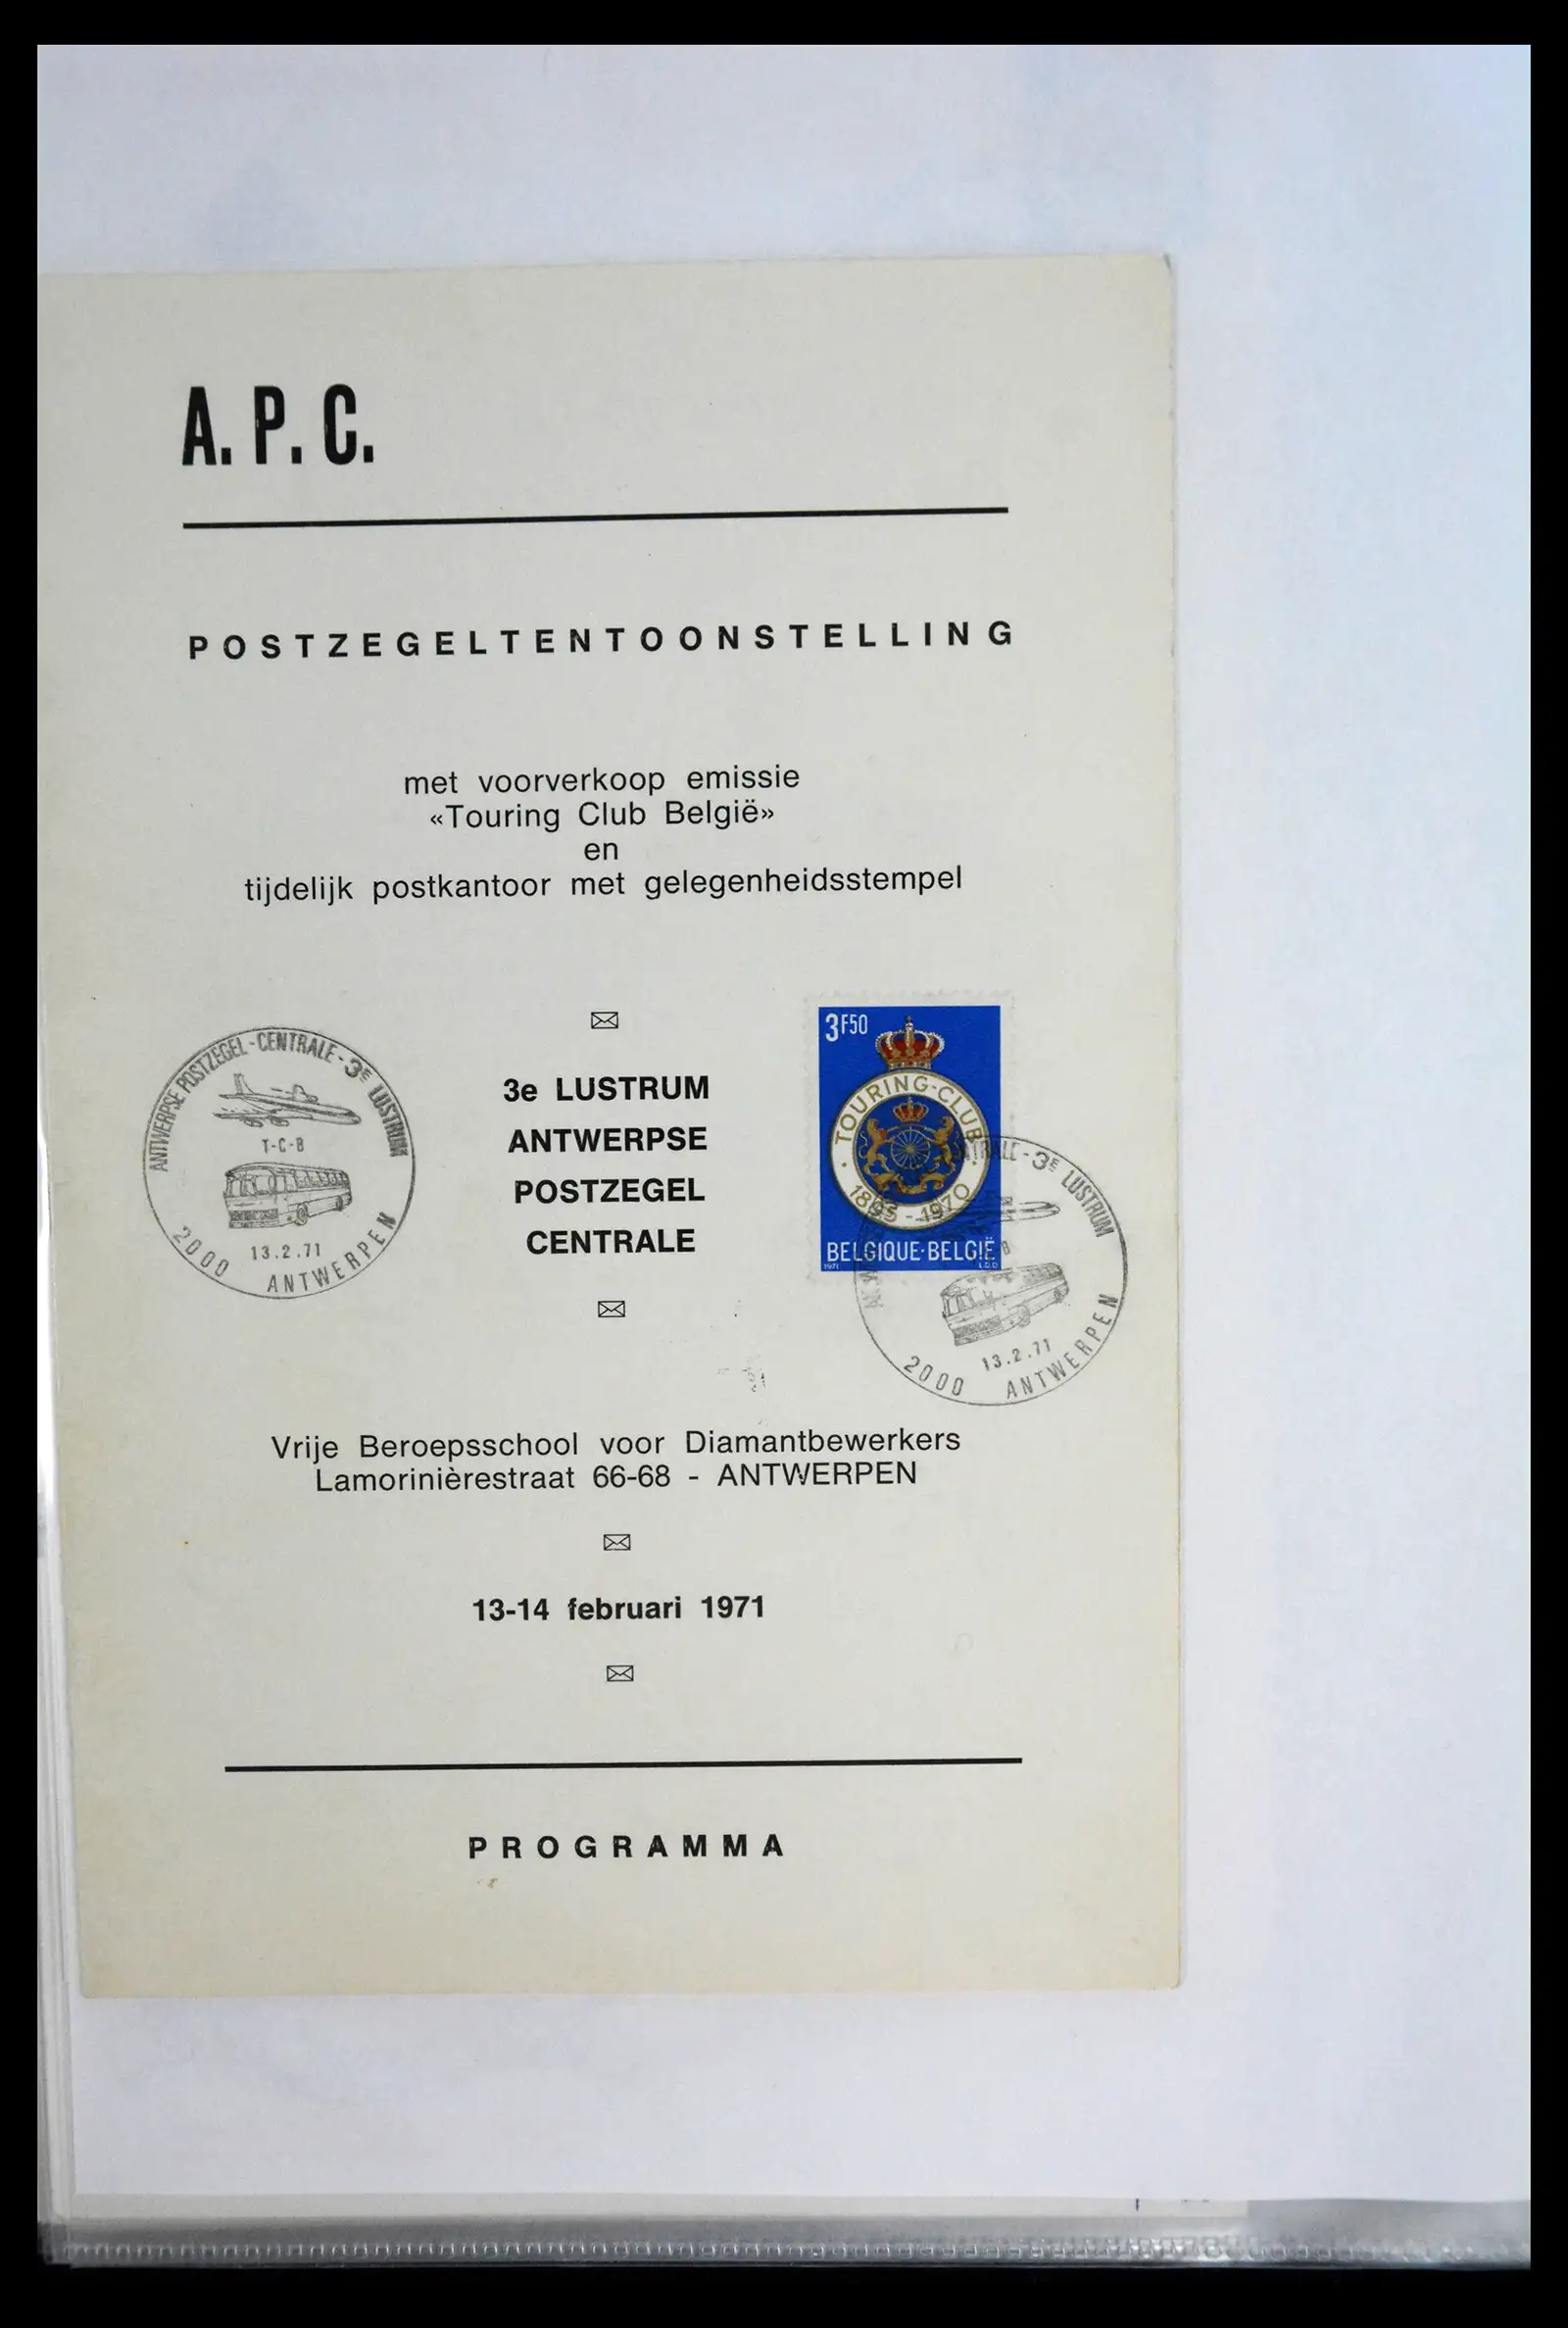 A. P. C.
POSTZEGELTENTOONSTELLING
met voorverkoop emissie
«Touring Club België»
en
tijdelijk postkantoor met gelegenheidsstempel
ANTWERPSE POSTZEGEL-CENTRALE-3E LUSTRUM
T-C-B
13.2.71
2000 ANTWERPEN
3e LUSTRUM
ANTWERPSE
POSTZEGEL
CENTRALE
3F50
TOURING-CLUB
1895-1970
BELGIQUE·BELGIË
1971
-3E LUSTRUM
13.2.71
2000 ANTWERPEN
Vrije Beroepsschool voor Diamantbewerkers
Lamorinièrestraat 66-68 - ANTWERPEN
13-14 februari 1971
PROGRAMMA